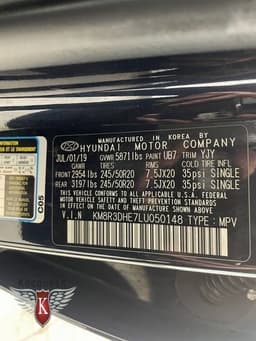 MANUFACTURED IN KOREA BY
HYUNDAI MOTOR COMPANY
JUL/01/19 GVWR 5871lbs PAINT UB7 TRIM YJY
GAWR TIRES RIMS COLD TIRE INFL
FRONT 2954 lbs 245/50R20 7.5JX20 35psi SINGLE
REAR 3197 lbs 245/50R20 7.5JX20 35psi SINGLE
THIS VEHICLE CONFORMS TO ALL APPLICABLE U.S.A. FEDERAL
MOTOR VEHICLE SAFETY AND THEFT PREVENTION STANDARDS IN
EFFECT ON THE DATE OF MANUFACTURE SHOWN ABOVE.
V.I.N KM8R3DHE7LU050148 TYPE: MPV
C05
K